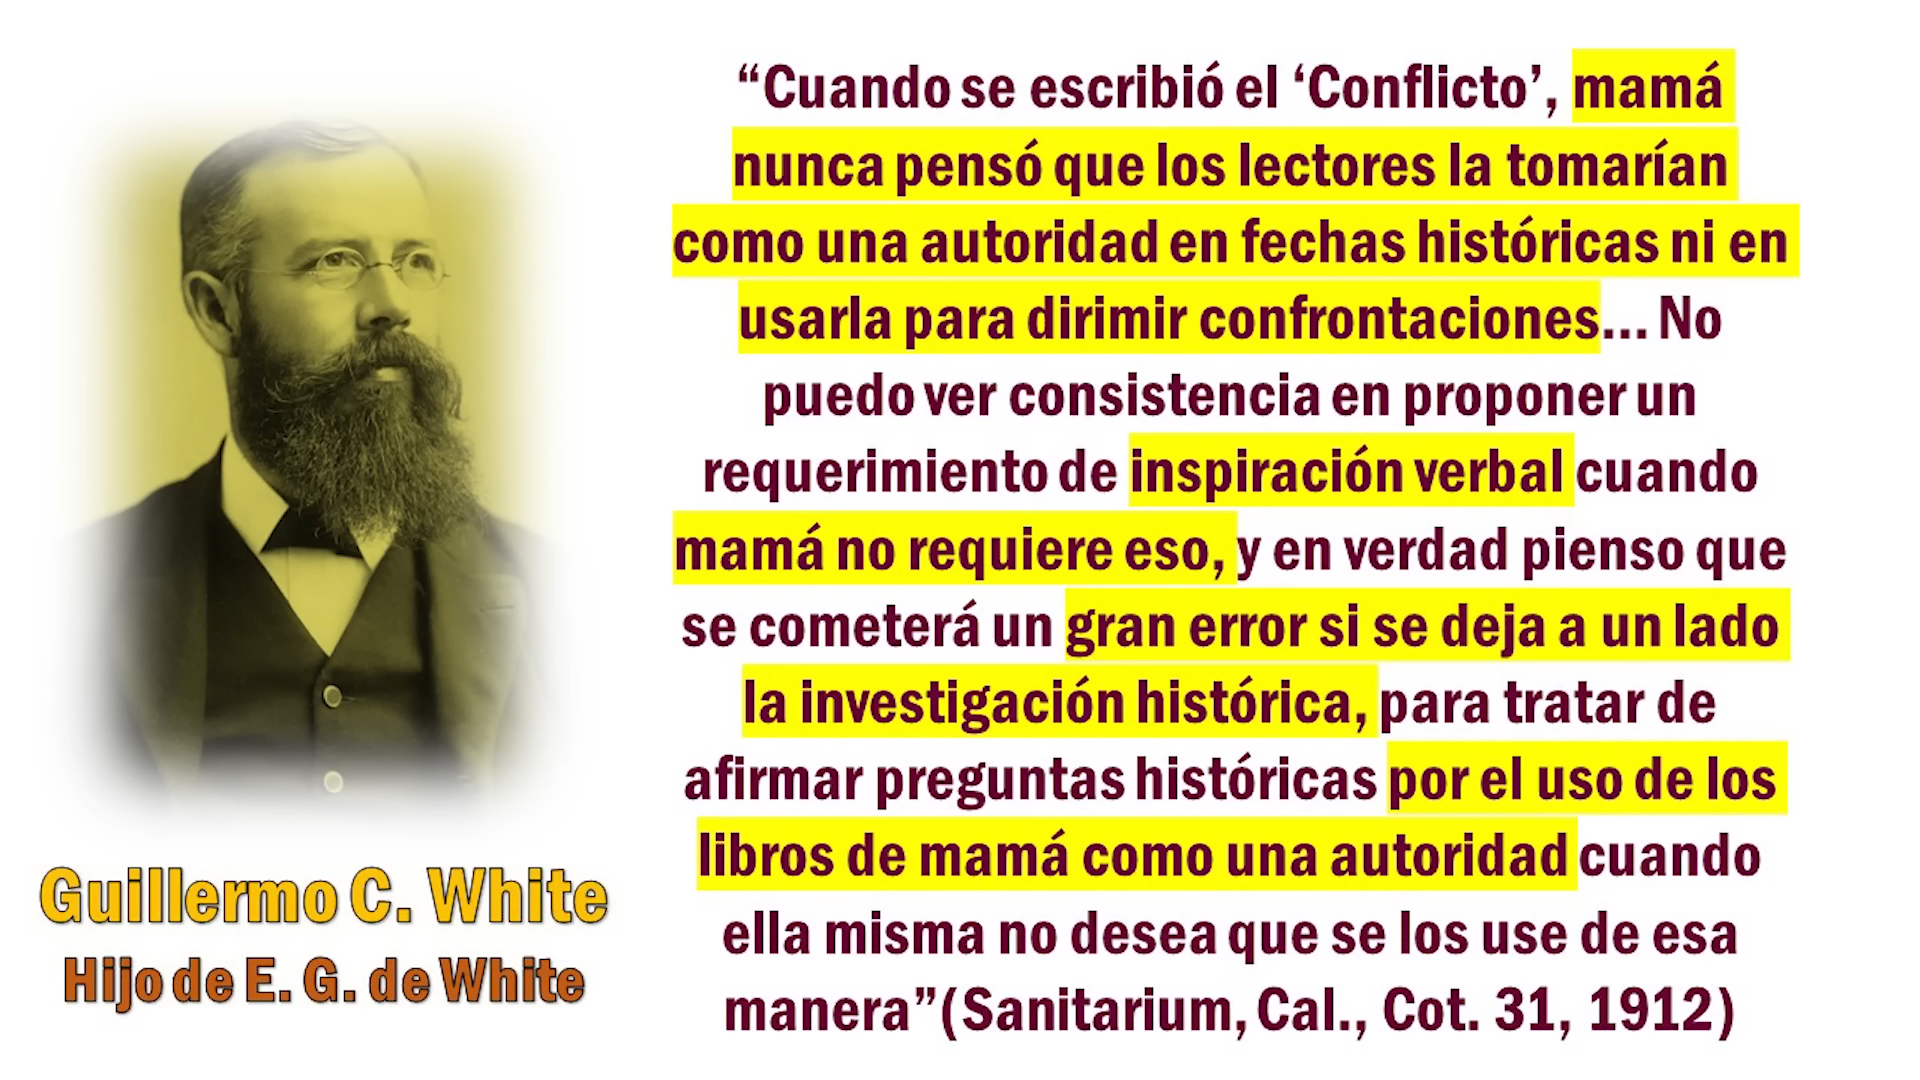 “Cuando se escribió el ‘Conflicto’, mamá
nunca pensó que los lectores la tomarían
como una autoridad en fechas históricas ni en
usarla para dirimir confrontaciones... No
puedo ver consistencia en proponer un
requerimiento de inspiración verbal cuando
mamá no requiere eso, y en verdad pienso que
se cometerá un gran error si se deja a un lado
la investigación histórica, para tratar de
afirmar preguntas históricas por el uso de los
libros de mamá como una autoridad cuando
ella misma no desea que se los use de esa
manera”(Sanitarium, Cal., Cot. 31, 1912)
Guillermo C. White
Hijo de E. G. de White